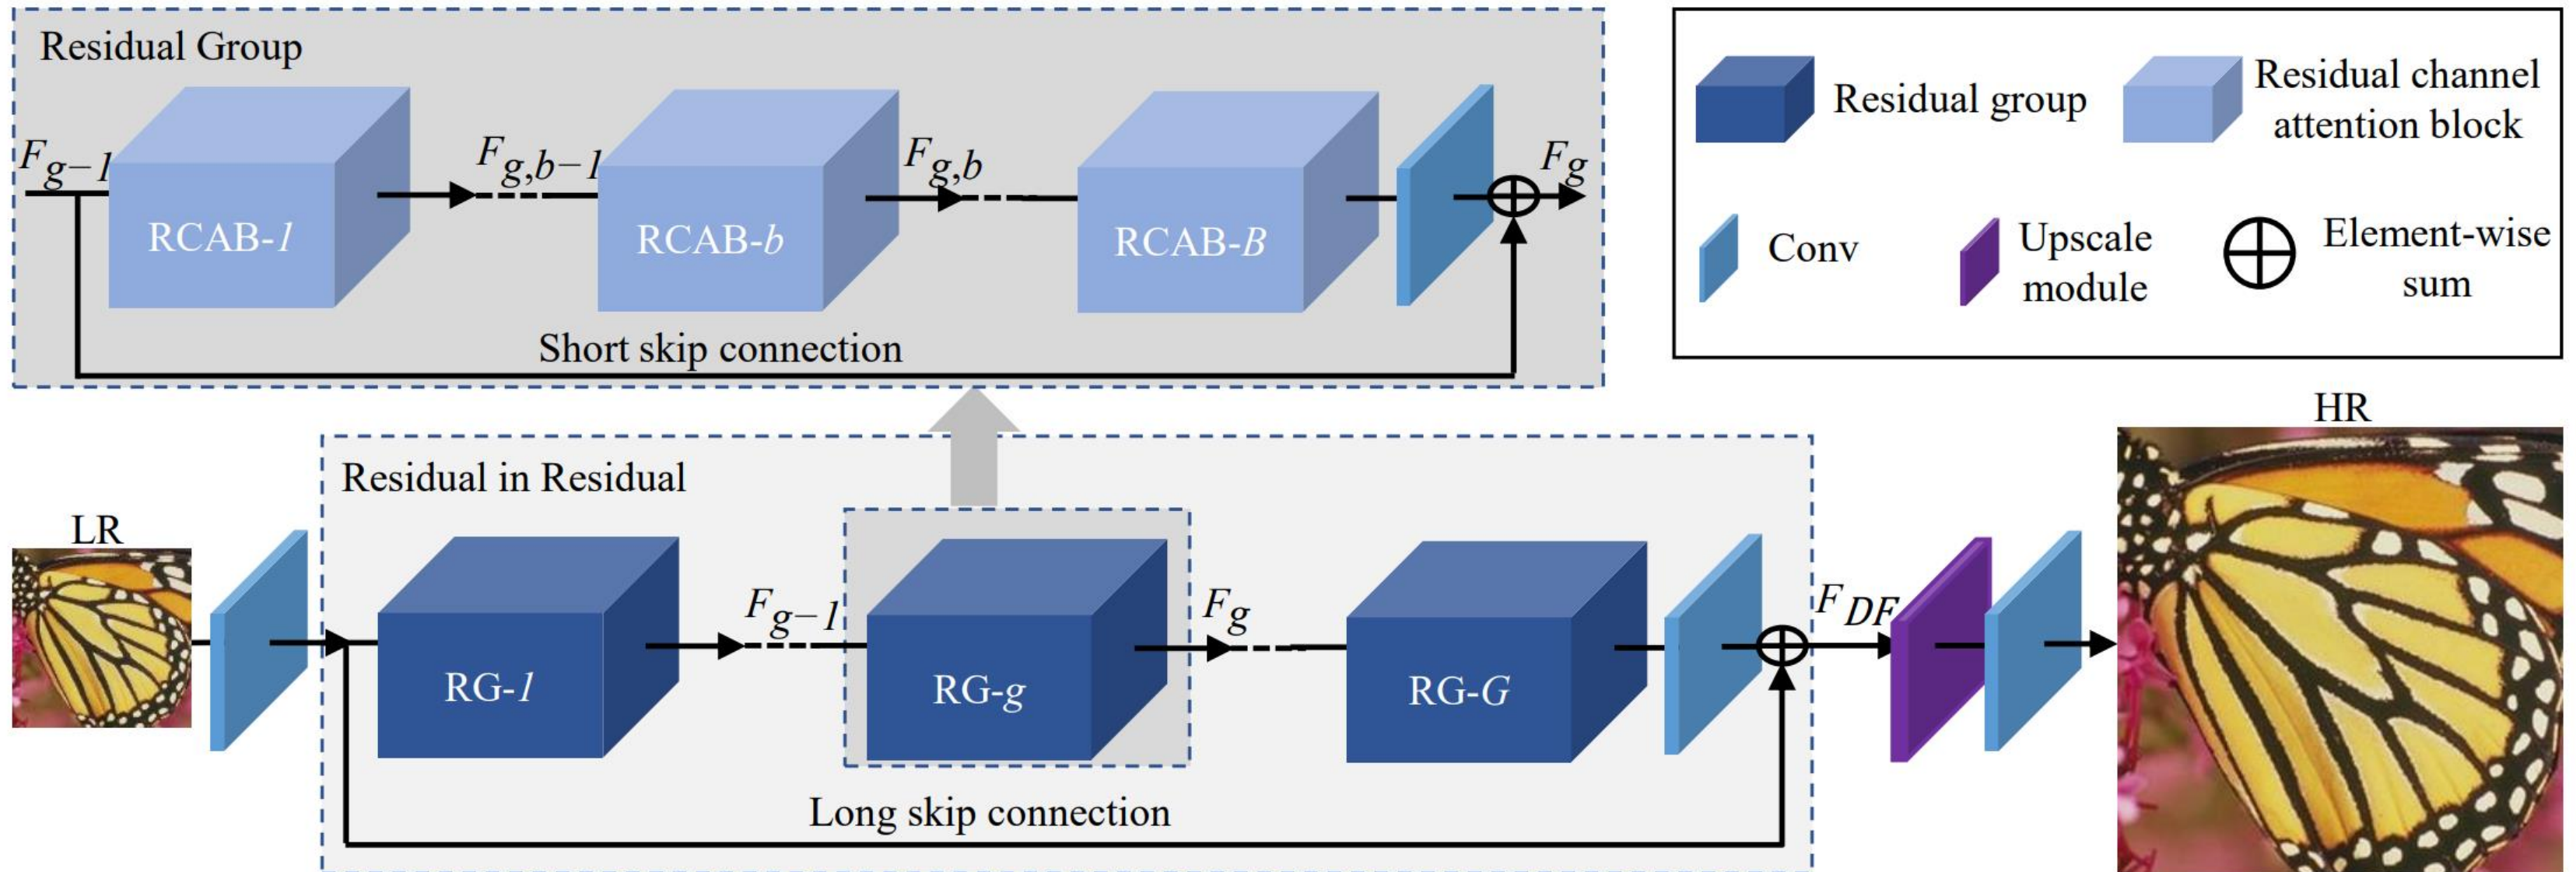 Residual Group
F_{g-1}
RCAB-1
F_{g,b-1}
RCAB-b
F_{g,b}
RCAB-B
F_g
Short skip connection
Residual group
Residual channel
attention block
Conv
Upscale
module
Element-wise
sum
LR
Residual in Residual
RG-1
F_{g-1}
RG-g
F_g
RG-G
F_{DF}
HR
Long skip connection